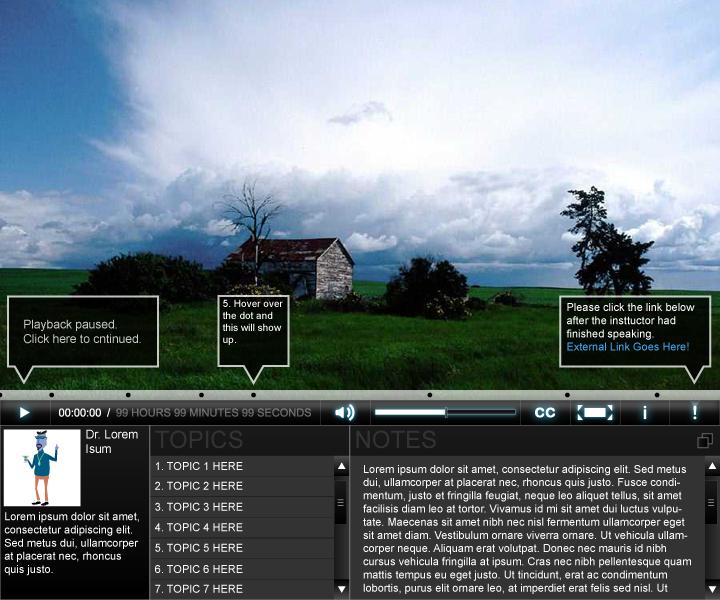 Playback paused.
Click here to cntinued.
5. Hover over
the dot and
this will show
up.
Please click the link below
after the insttuctor had
finished speaking.
External Link Goes Here!
00:00:00 / 99 HOURS 99 MINUTES 99 SECONDS
CC
i
!
Dr. Lorem
Isum
Lorem ipsum dolor sit amet,
consectetur adipiscing elit.
Sed metus dui, ullamcorper
at placerat nec, rhoncus
quis justo.
TOPICS
1. TOPIC 1 HERE
2. TOPIC 2 HERE
3. TOPIC 3 HERE
4. TOPIC 4 HERE
5. TOPIC 5 HERE
6. TOPIC 6 HERE
7. TOPIC 7 HERE
NOTES
Lorem ipsum dolor sit amet, consectetur adipiscing elit. Sed metus
dui, ullamcorper at placerat nec, rhoncus quis justo. Fusce condi-
mentum, justo et fringilla feugiat, neque leo aliquet tellus, sit amet
facilisis diam leo at tortor. Vivamus id mi sit amet dui luctus vulpu-
tate. Maecenas sit amet nibh nec nisl fermentum ullamcorper eget
sit amet diam. Vestibulum ornare viverra ornare. Ut vehicula ullam-
corper neque. Aliquam erat volutpat. Donec nec mauris id nibh
cursus vehicula fringilla at ipsum. Cras nec nibh pellentesque quam
mattis tempus eu eget justo. Ut tincidunt, erat ac condimentum
lobortis, purus elit ornare leo, at imperdiet erat felis sed nisl. Ut